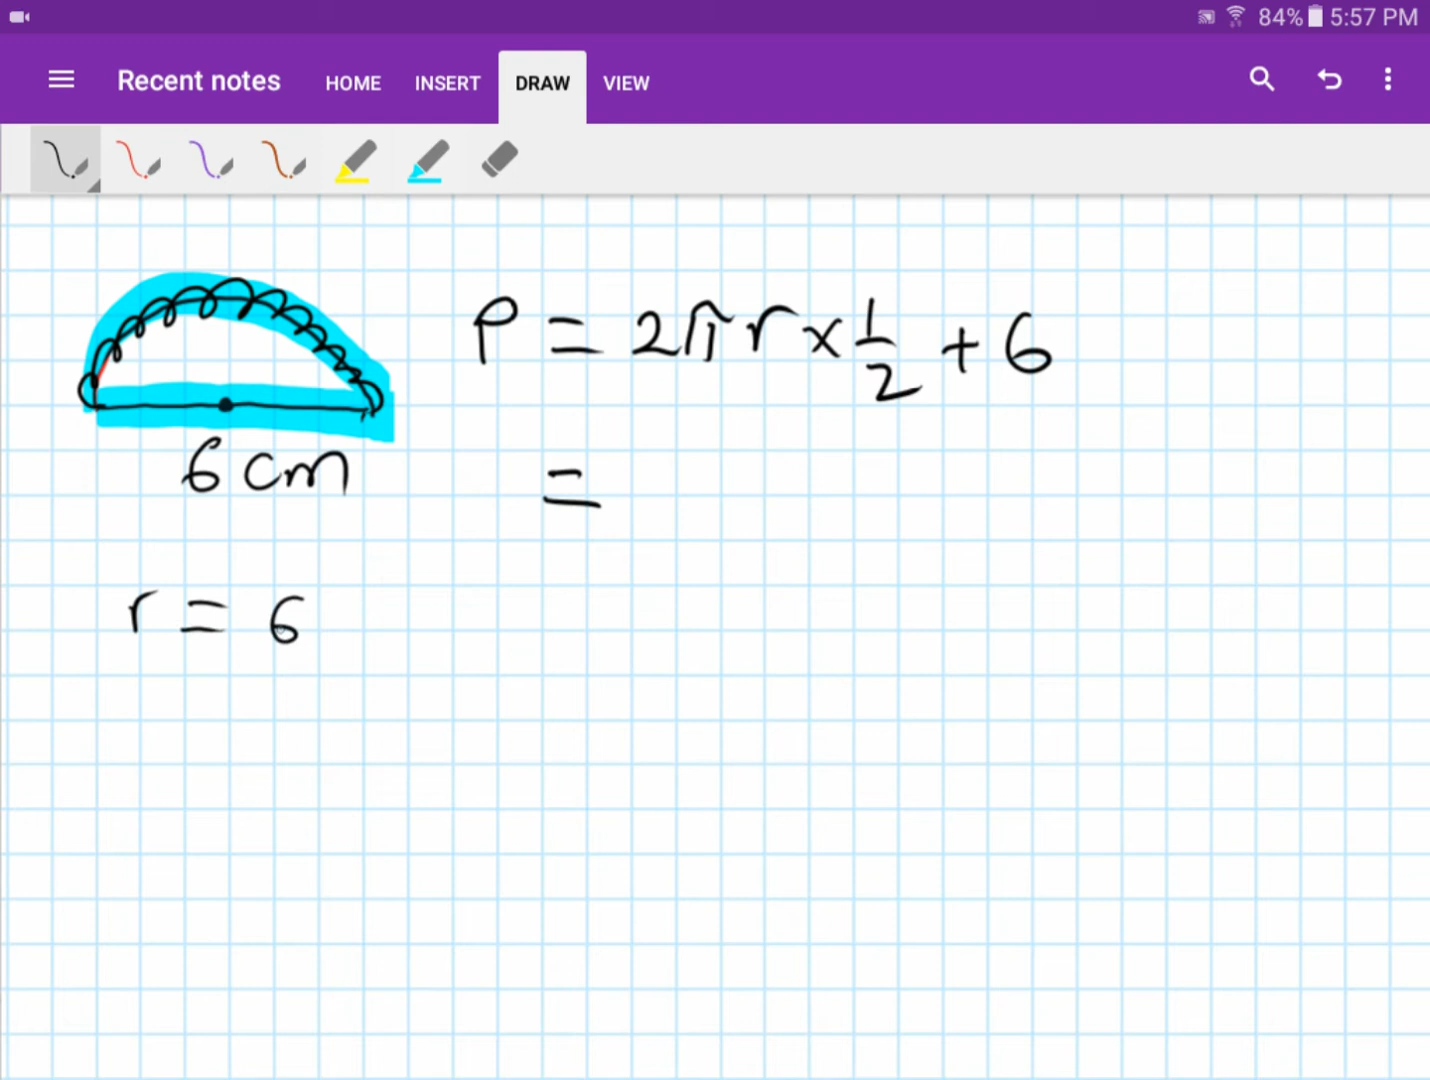 84% 5:57 PM
Recent notes HOME INSERT DRAW VIEW
P = 2πr × 1/2 + 6
6 cm
=
r = 6